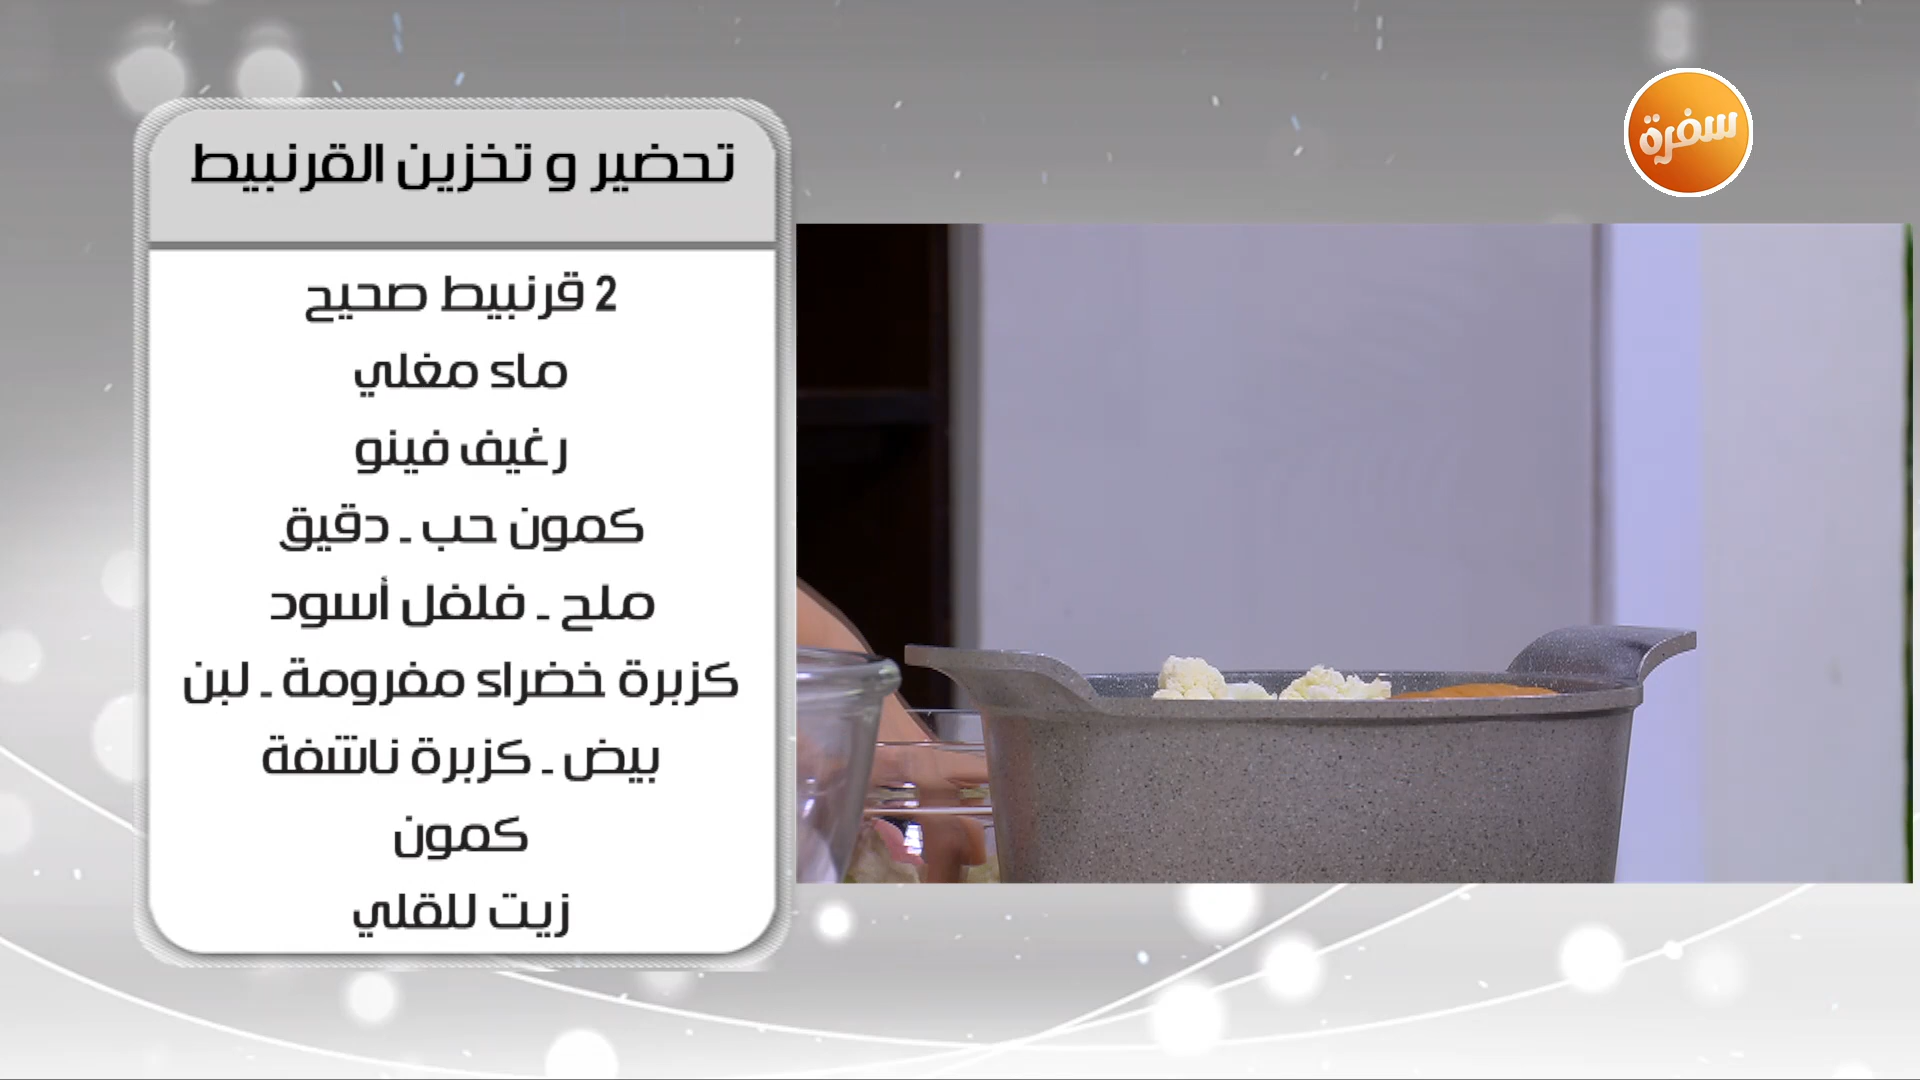 سفرة
تحضير و تخزين القرنبيط
2 قرنبيط صحيح
ماء مغلي
رغيف فينو
كمون حب ـ دقيق
ملح ـ فلفل أسود
كزبرة خضراء مفرومة ـ لبن
بيض ـ كزبرة ناشفة
كمون
زيت للقلي